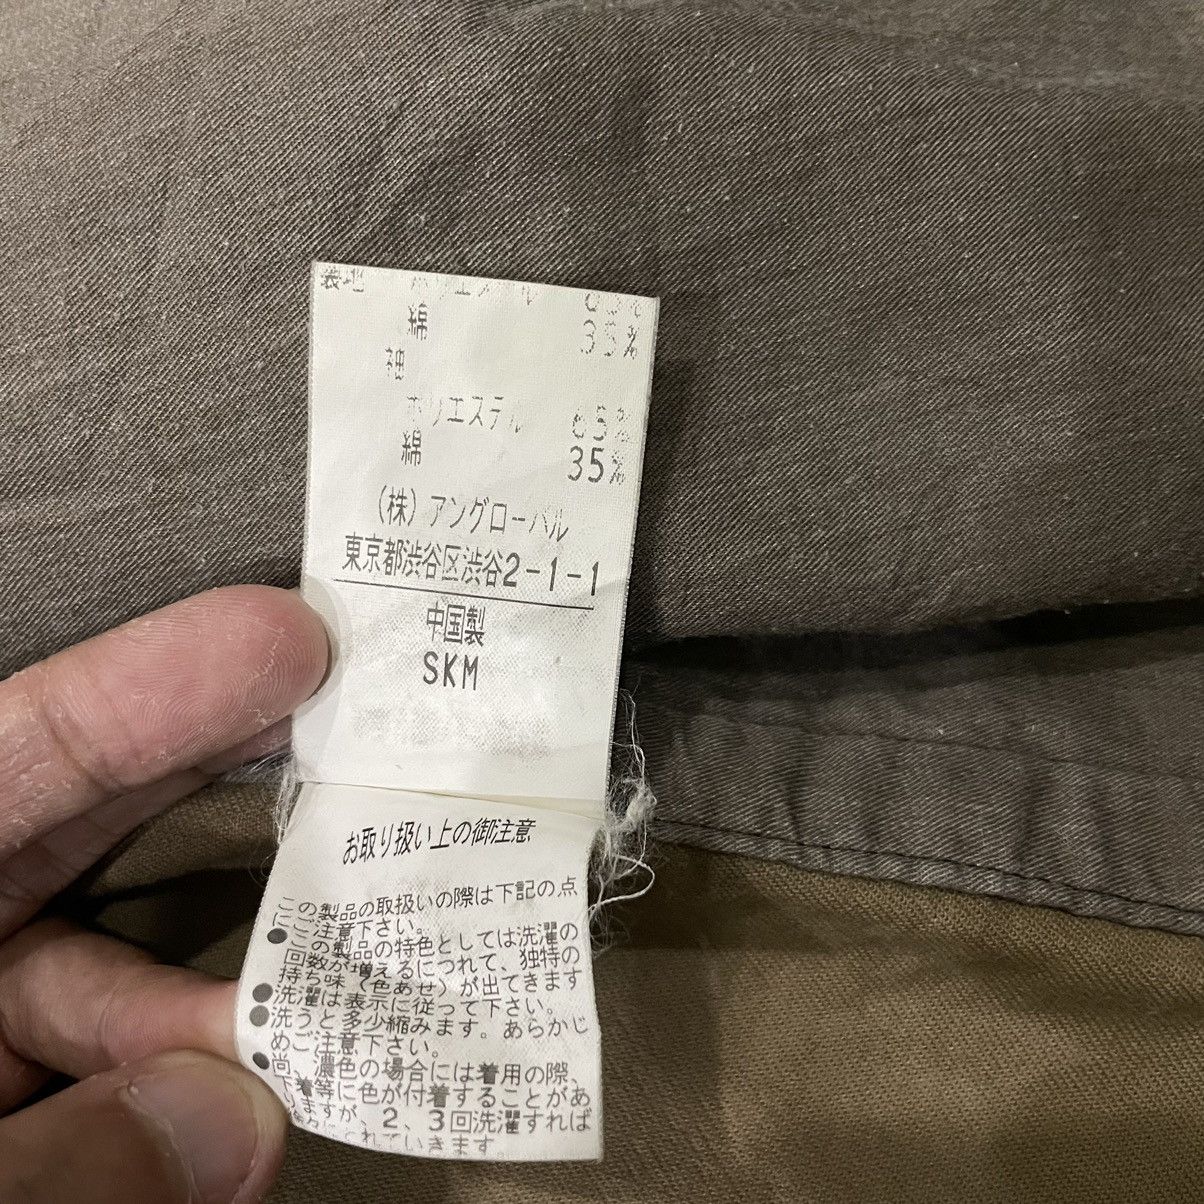 表地 ポリエステル 65%
綿 35%
袖
ポリエステル 65%
綿 35%
(株)アングローバル
東京都渋谷区渋谷2-1-1
中国製
SKM
お取り扱い上の御注意
この製品の取扱いの際は下記の点
にご注意下さい。
●この製品の特色としては洗濯の
回数が増えるにつれて、独特の
持ち味(色あせ)が出てきます
●洗濯は表示に従って下さい。
●洗うと多少縮みます。あらかじ
めご注意下さい。
●尚、濃色の場合には着用の際、
下着等に色が付着することがあ
りますが、2、3回洗濯すれば
とれていきます。